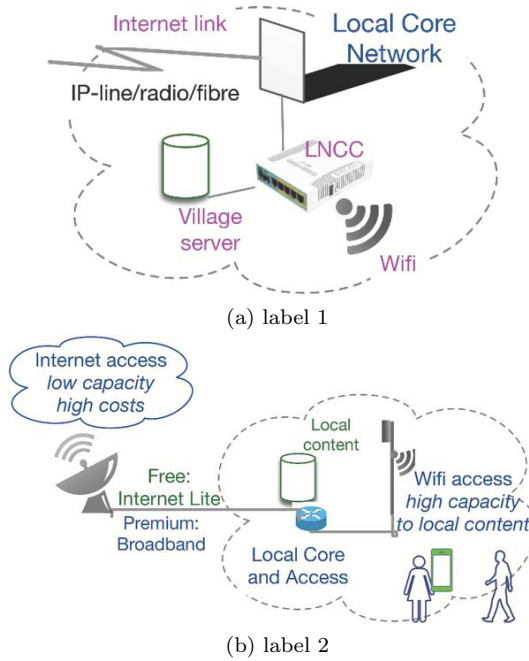 Internet link
Local Core
Network
IP-line/radio/fibre
LNCC
Village
server
Wifi
(a) label 1
Internet access
low capacity
high costs
Local
content
Free:
Internet Lite
Premium:
Broadband
Wifi access
high capacity
to local content
Local Core
and Access
(b) label 2